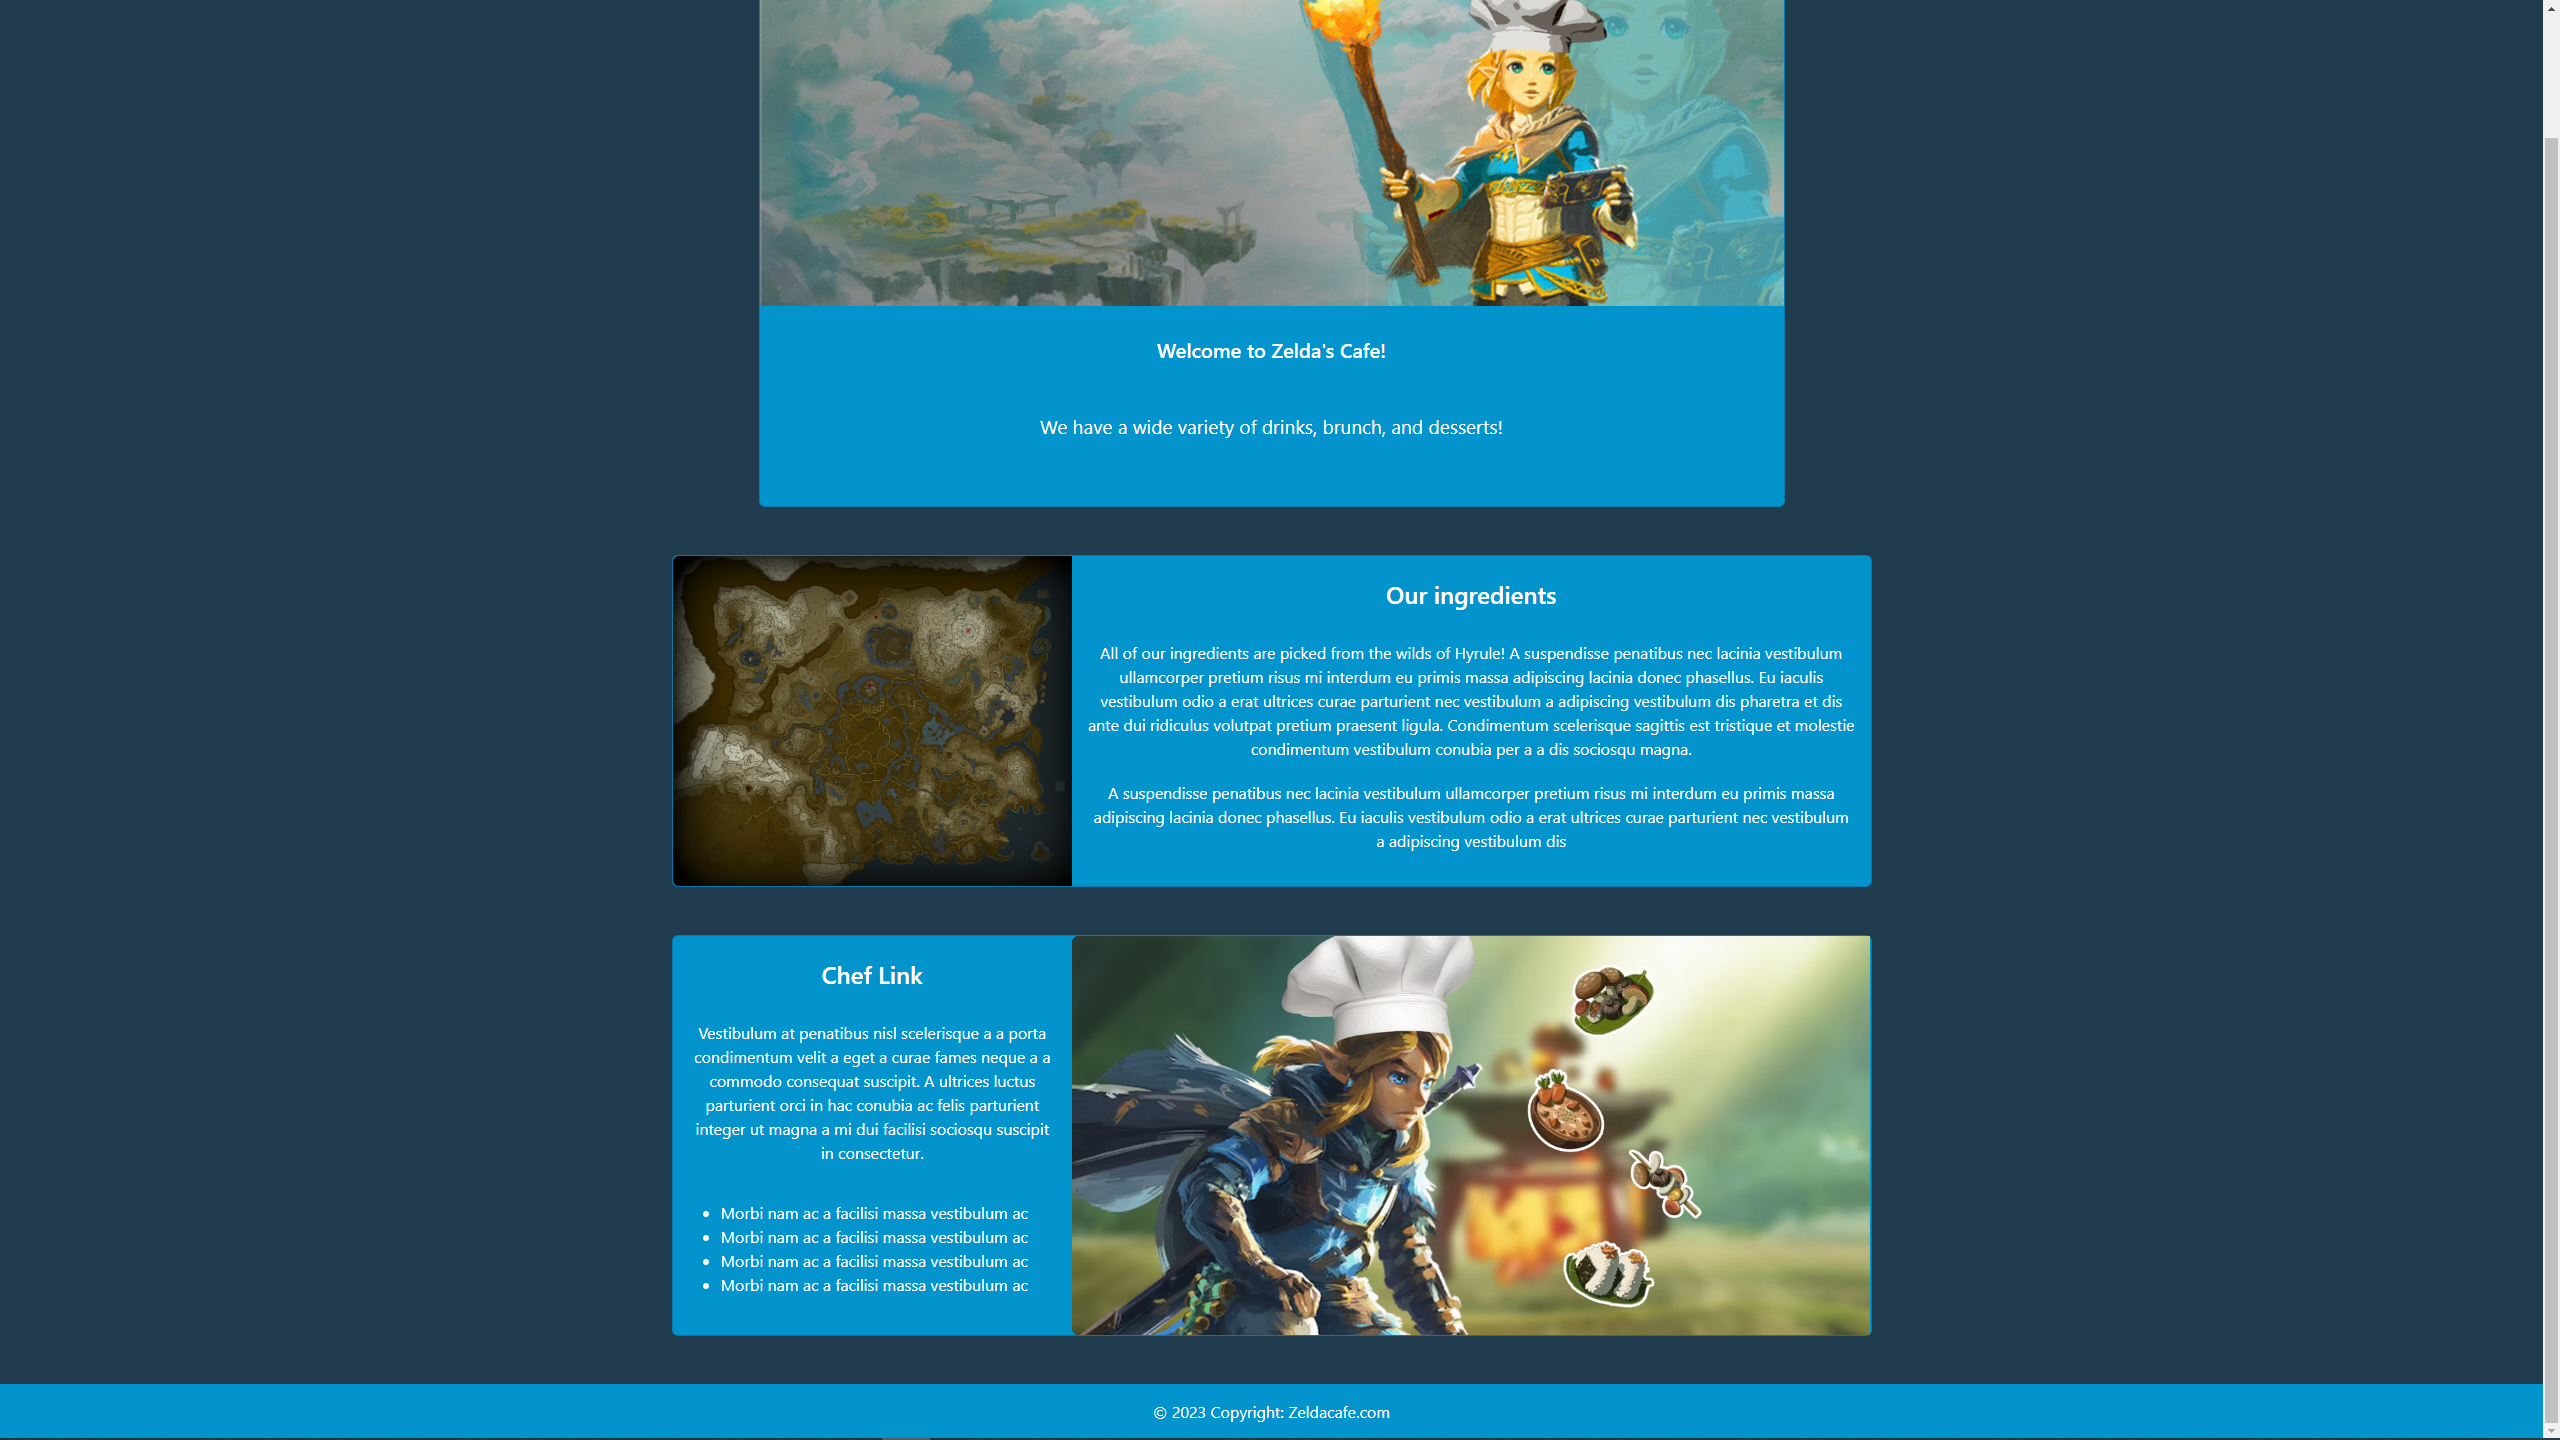 Welcome to Zelda's Cafe!
We have a wide variety of drinks, brunch, and desserts!
Our ingredients
All of our ingredients are picked from the wilds of Hyrule! A suspendisse penatibus nec lacinia vestibulum
ullamcorper pretium risus mi interdum eu primis massa adipiscing lacinia donec phasellus. Eu iaculis
vestibulum odio a erat ultrices curae parturient nec vestibulum a adipiscing vestibulum dis pharetra et dis
ante dui ridiculus volutpat pretium praesent ligula. Condimentum scelerisque sagittis est tristique et molestie
condimentum vestibulum conubia per a a dis sociosqu magna.
A suspendisse penatibus nec lacinia vestibulum ullamcorper pretium risus mi interdum eu primis massa
adipiscing lacinia donec phasellus. Eu iaculis vestibulum odio a erat ultrices curae parturient nec vestibulum
a adipiscing vestibulum dis
Chef Link
Vestibulum at penatibus nisl scelerisque a a porta
condimentum velit a eget a curae fames neque a a
commodo consequat suscipit. A ultrices luctus
parturient orci in hac conubia ac felis parturient
integer ut magna a mi dui facilisi sociosqu suscipit
in consectetur.
• Morbi nam ac a facilisi massa vestibulum ac
• Morbi nam ac a facilisi massa vestibulum ac
• Morbi nam ac a facilisi massa vestibulum ac
• Morbi nam ac a facilisi massa vestibulum ac
© 2023 Copyright: Zeldacafe.com